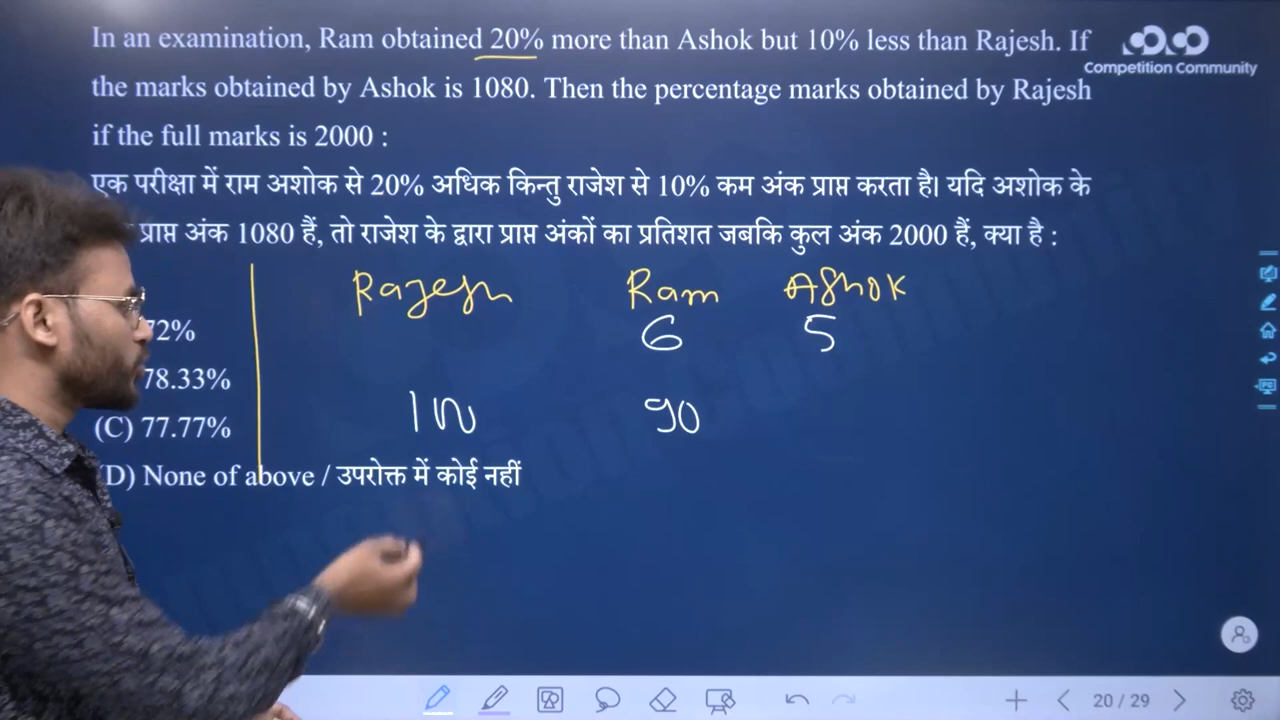 In an examination, Ram obtained 20% more than Ashok but 10% less than Rajesh. If
the marks obtained by Ashok is 1080. Then the percentage marks obtained by Rajesh
if the full marks is 2000 :
Competition Community
एक परीक्षा में राम अशोक से 20% अधिक किन्तु राजेश से 10% कम अंक प्राप्त करता है। यदि अशोक के
प्राप्त अंक 1080 हैं, तो राजेश के द्वारा प्राप्त अंकों का प्रतिशत जबकि कुल अंक 2000 हैं, क्या है :
Rajesh Ram Ashok
6 5
72%
78.33%
100 90
(C) 77.77%
(D) None of above / उपरोक्त में कोई नहीं
20 / 29